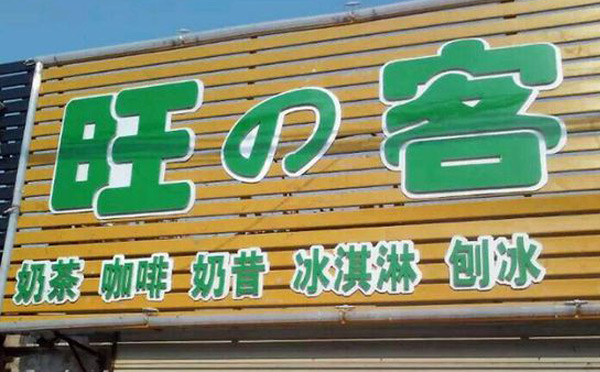 旺の客
奶茶 咖啡 奶昔 冰淇淋 刨冰